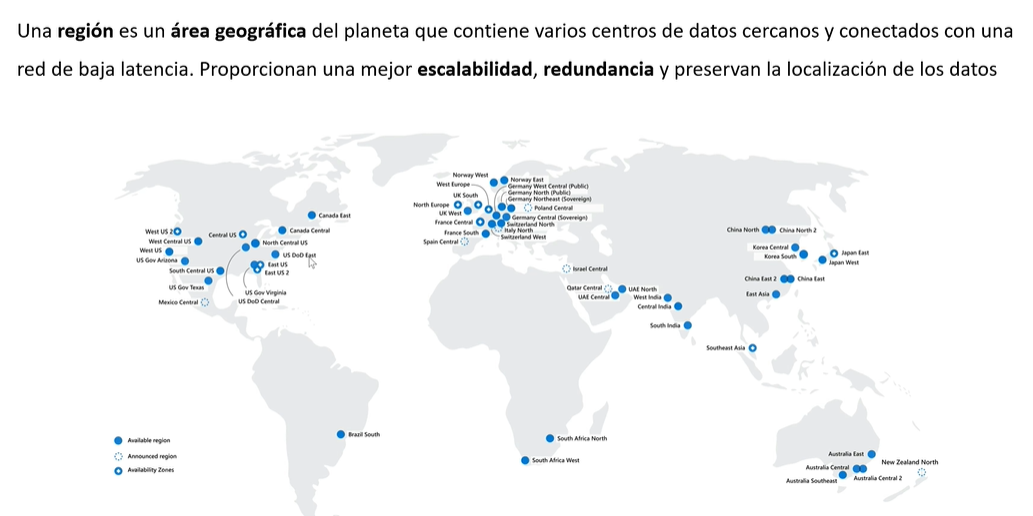 Una región es un área geográfica del planeta que contiene varios centros de datos cercanos y conectados con una
red de baja latencia. Proporcionan una mejor escalabilidad, redundancia y preservan la localización de los datos
Norway West
Norway East
West Europe
Germany West Central (Public)
Germany North (Public)
UK South
Germany Northeast (Sovereign)
North Europe
Poland Central
UK West
Germany Central (Sovereign)
France Central
Switzerland North
France South
Italy North
Switzerland West
Spain Central
Canada East
West US 2
Central US
Canada Central
West Central US
North Central US
West US
US DoD East
US Gov Arizona
East US
South Central US
East US 2
US Gov Texas
US Gov Virginia
Mexico Central
US DoD Central
China North
China North 2
Korea Central
Japan East
Korea South
Japan West
Israel Central
China East 2
China East
Qatar Central
UAE North
UAE Central
West India
East Asia
Central India
South India
Southeast Asia
Brazil South
South Africa North
South Africa West
Australia East
New Zealand North
Australia Central
Australia Southeast
Australia Central 2
Available region
Announced region
Availability Zones